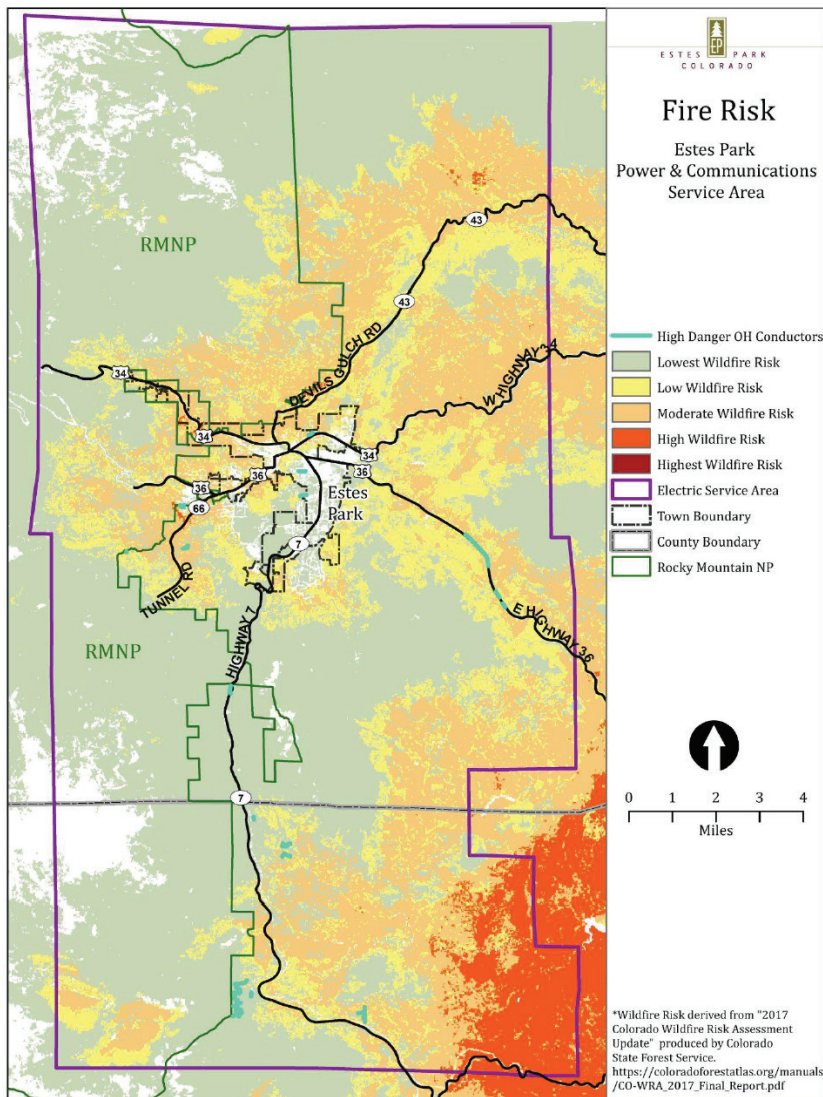 EP
ESTES PARK
COLORADO
Fire Risk
Estes Park
Power & Communications
Service Area
High Danger OH Conductors
Lowest Wildfire Risk
Low Wildfire Risk
Moderate Wildfire Risk
High Wildfire Risk
Highest Wildfire Risk
Electric Service Area
Town Boundary
County Boundary
Rocky Mountain NP
0 1 2 3 4
Miles
*Wildfire Risk derived from "2017
Colorado Wildfire Risk Assessment
Update" produced by Colorado
State Forest Service.
https://coloradoforestatlas.org/manuals
/CO-WRA_2017_Final_Report.pdf
RMNP
43
43
DEVILS GULCH RD
W HIGHWAY 34
34
34
34
36
36
36
66
Estes
Park
7
TUNNEL RD
HIGHWAY 7
E HIGHWAY 36
RMNP
7